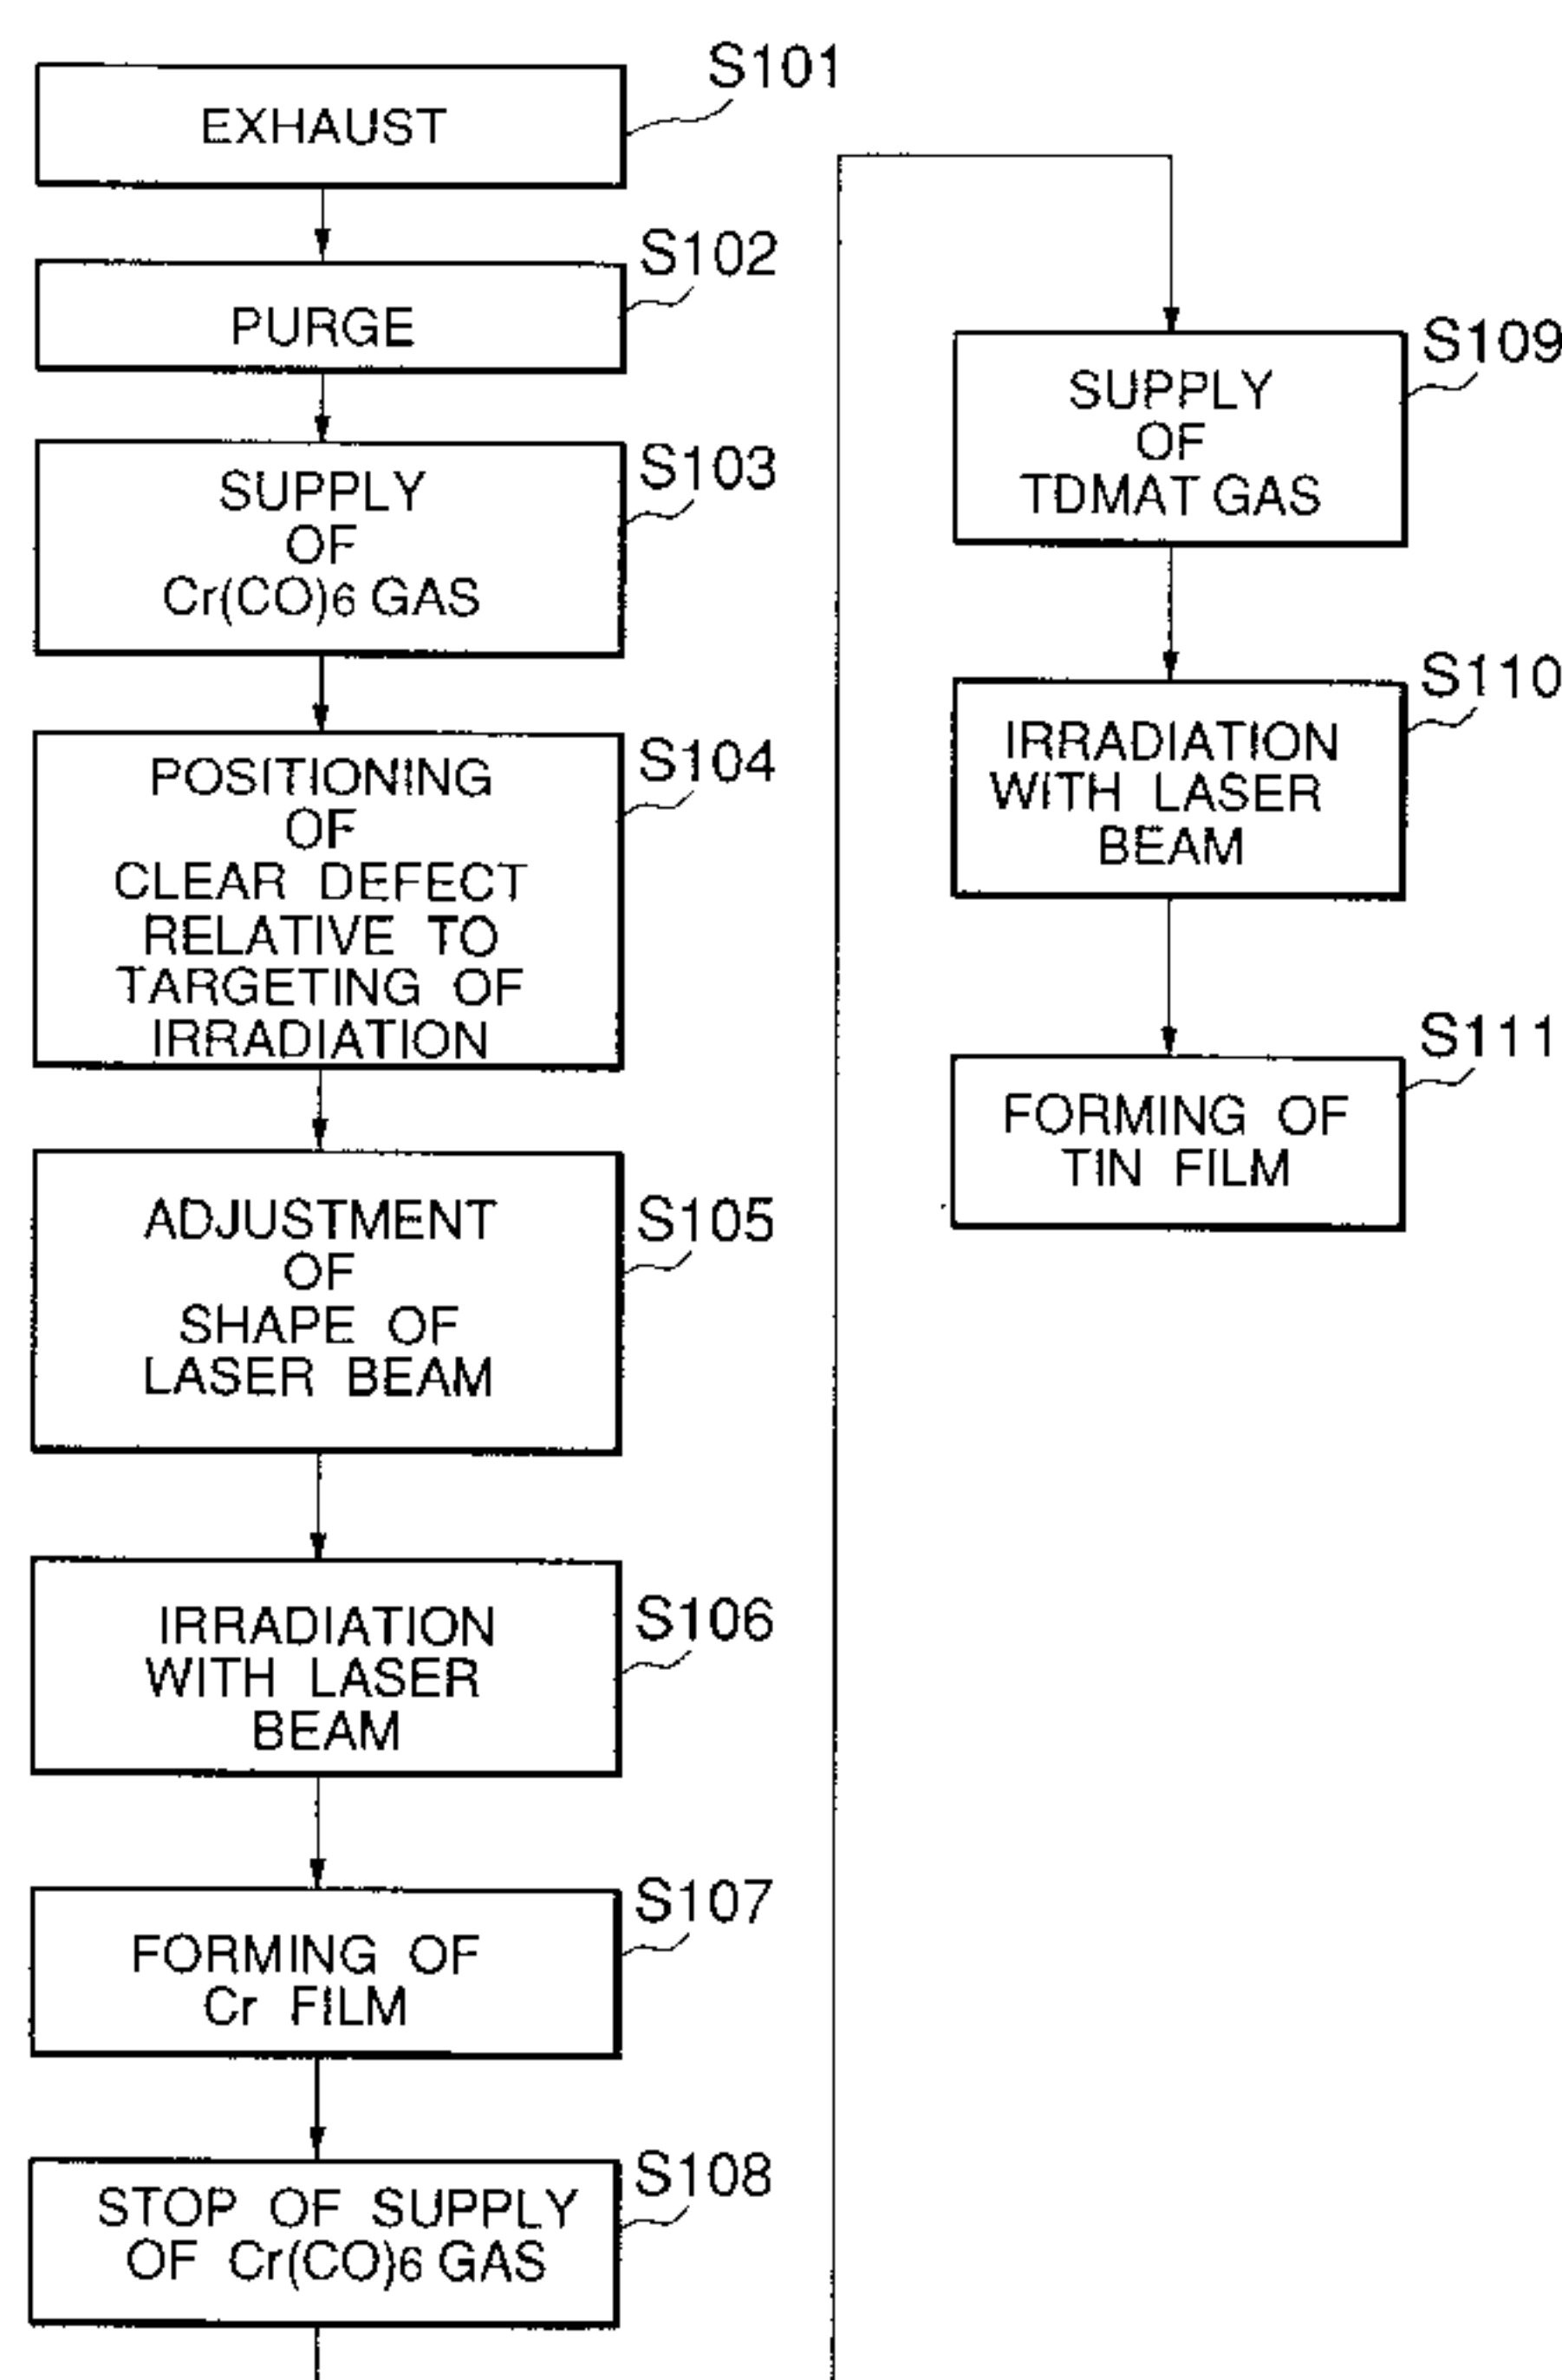 S101
EXHAUST
S102
PURGE
S103
SUPPLY
OF
Cr(CO)6 GAS
S104
POSITIONING
OF
CLEAR DEFECT
RELATIVE TO
TARGETING OF
IRRADIATION
S105
ADJUSTMENT
OF
SHAPE OF
LASER BEAM
S106
IRRADIATION
WITH LASER
BEAM
S107
FORMING OF
Cr FILM
S108
STOP OF SUPPLY
OF Cr(CO)6 GAS
S109
SUPPLY
OF
TDMAT GAS
S110
IRRADIATION
WITH LASER
BEAM
S111
FORMING OF
TIN FILM